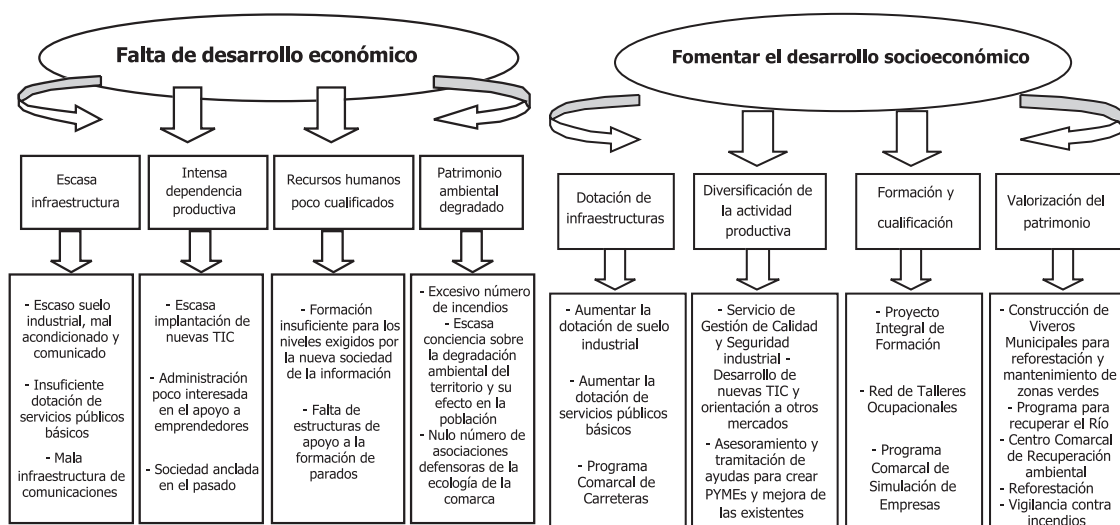 Falta de desarrollo económico
Escasa
infraestructura
Intensa
dependencia
productiva
Recursos humanos
poco cualificados
Patrimonio
ambiental
degradado
- Escaso suelo
industrial, mal
acondicionado y
comunicado
- Insuficiente
dotación de
servicios públicos
básicos
- Mala
infraestructura de
comunicaciones
- Escasa
implantación de
nuevas TIC
- Administración
poco interesada
en el apoyo a
emprendedores
- Sociedad anclada
en el pasado
- Formación
insuficiente para los
niveles exigidos por
la nueva sociedad
de la información
- Falta de
estructuras de
apoyo a la
formación de
parados
- Excesivo número
de incendios
- Escasa
conciencia sobre la
degradación
ambiental del
territorio y su
efecto en la
población
- Nulo número de
asociaciones
defensoras de la
ecología de la
comarca
Fomentar el desarrollo socioeconómico
Dotación de
infraestructuras
Diversificación de
la actividad
productiva
Formación y
cualificación
Valorización del
patrimonio
- Aumentar la
dotación de suelo
industrial
- Aumentar la
dotación de
servicios públicos
básicos
- Programa
Comarcal de
Carreteras
- Servicio de
Gestión de Calidad
y Seguridad
industrial -
Desarrollo de
nuevas TIC y
orientación a otros
mercados
- Asesoramiento y
tramitación de
ayudas para crear
PYMEs y mejora de
las existentes
- Proyecto
Integral de
Formación
- Red de Talleres
Ocupacionales
- Programa
Comarcal de
Simulación de
Empresas
- Construcción de
Viveros
Municipales para
reforestación y
mantenimiento de
zonas verdes
- Programa para
recuperar el Río
- Centro Comarcal
de Recuperación
ambiental
- Reforestación
- Vigilancia contra
incendios